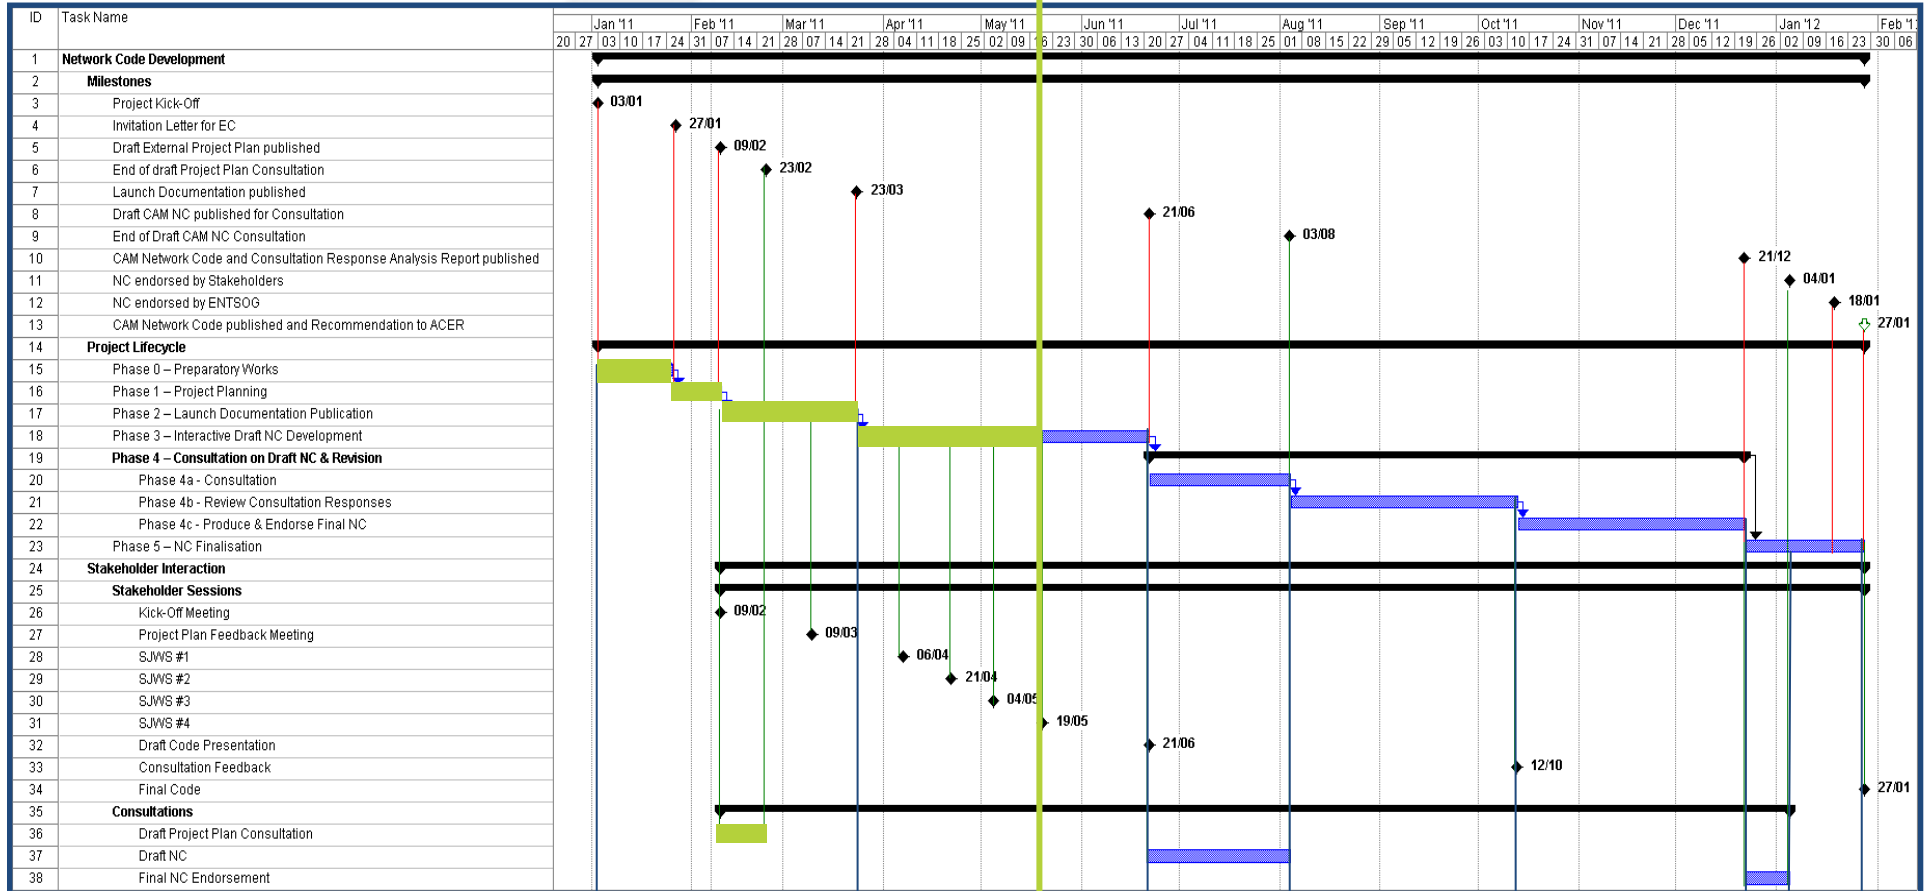 ID Task Name Jan '11 Feb '11 Mar '11 Apr '11 May '11 Jun '11 Jul '11 Aug '11 Sep '11 Oct '11 Nov '11 Dec '11 Jan '12 Feb '1
20 27 03 10 17 24 31 07 14 21 28 07 14 21 28 04 11 18 25 02 09 16 23 30 06 13 20 27 04 11 18 25 01 08 15 22 29 05 12 19 26 03 10 17 24 31 07 14 21 28 05 12 19 26 02 09 16 23 30 06
1 Network Code Development
2 Milestones
3 Project Kick-Off 03/01
4 Invitation Letter for EC 27/01
5 Draft External Project Plan published 09/02
6 End of draft Project Plan Consultation 23/02
7 Launch Documentation published 23/03
8 Draft CAM NC published for Consultation 21/06
9 End of Draft CAM NC Consultation 03/08
10 CAM Network Code and Consultation Response Analysis Report published 21/12
11 NC endorsed by Stakeholders 04/01
12 NC endorsed by ENTSOG 18/01
13 CAM Network Code published and Recommendation to ACER 27/01
14 Project Lifecycle
15 Phase 0 – Preparatory Works
16 Phase 1 – Project Planning
17 Phase 2 – Launch Documentation Publication
18 Phase 3 – Interactive Draft NC Development
19 Phase 4 – Consultation on Draft NC & Revision
20 Phase 4a - Consultation
21 Phase 4b - Review Consultation Responses
22 Phase 4c - Produce & Endorse Final NC
23 Phase 5 – NC Finalisation
24 Stakeholder Interaction
25 Stakeholder Sessions
26 Kick-Off Meeting 09/02
27 Project Plan Feedback Meeting 09/03
28 SJWS #1 06/04
29 SJWS #2 21/04
30 SJWS #3 04/05
31 SJWS #4 19/05
32 Draft Code Presentation 21/06
33 Consultation Feedback 12/10
34 Final Code 27/01
35 Consultations
36 Draft Project Plan Consultation
37 Draft NC
38 Final NC Endorsement